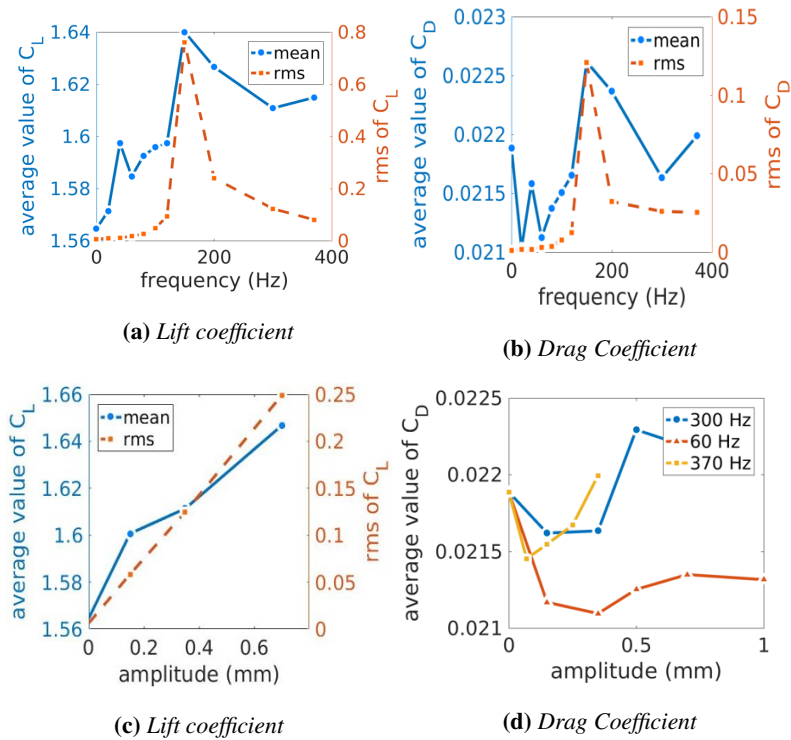 1.64
1.62
1.6
1.58
1.56
average value of C_L
mean
rms
0.8
0.6
0.4
0.2
0
rms of C_L
0
200
400
frequency (Hz)
(a) Lift coefficient
0.023
0.0225
0.022
0.0215
0.021
average value of C_D
mean
rms
0.15
0.1
0.05
0
rms of C_D
0
200
400
frequency (Hz)
(b) Drag Coefficient
1.66
1.64
1.62
1.6
1.58
1.56
average value of C_L
mean
rms
0.25
0.2
0.15
0.1
0.05
0
rms of C_L
0
0.2
0.4
0.6
amplitude (mm)
(c) Lift coefficient
0.0225
0.022
0.0215
0.021
average value of C_D
300 Hz
60 Hz
370 Hz
0
0.5
1
amplitude (mm)
(d) Drag Coefficient